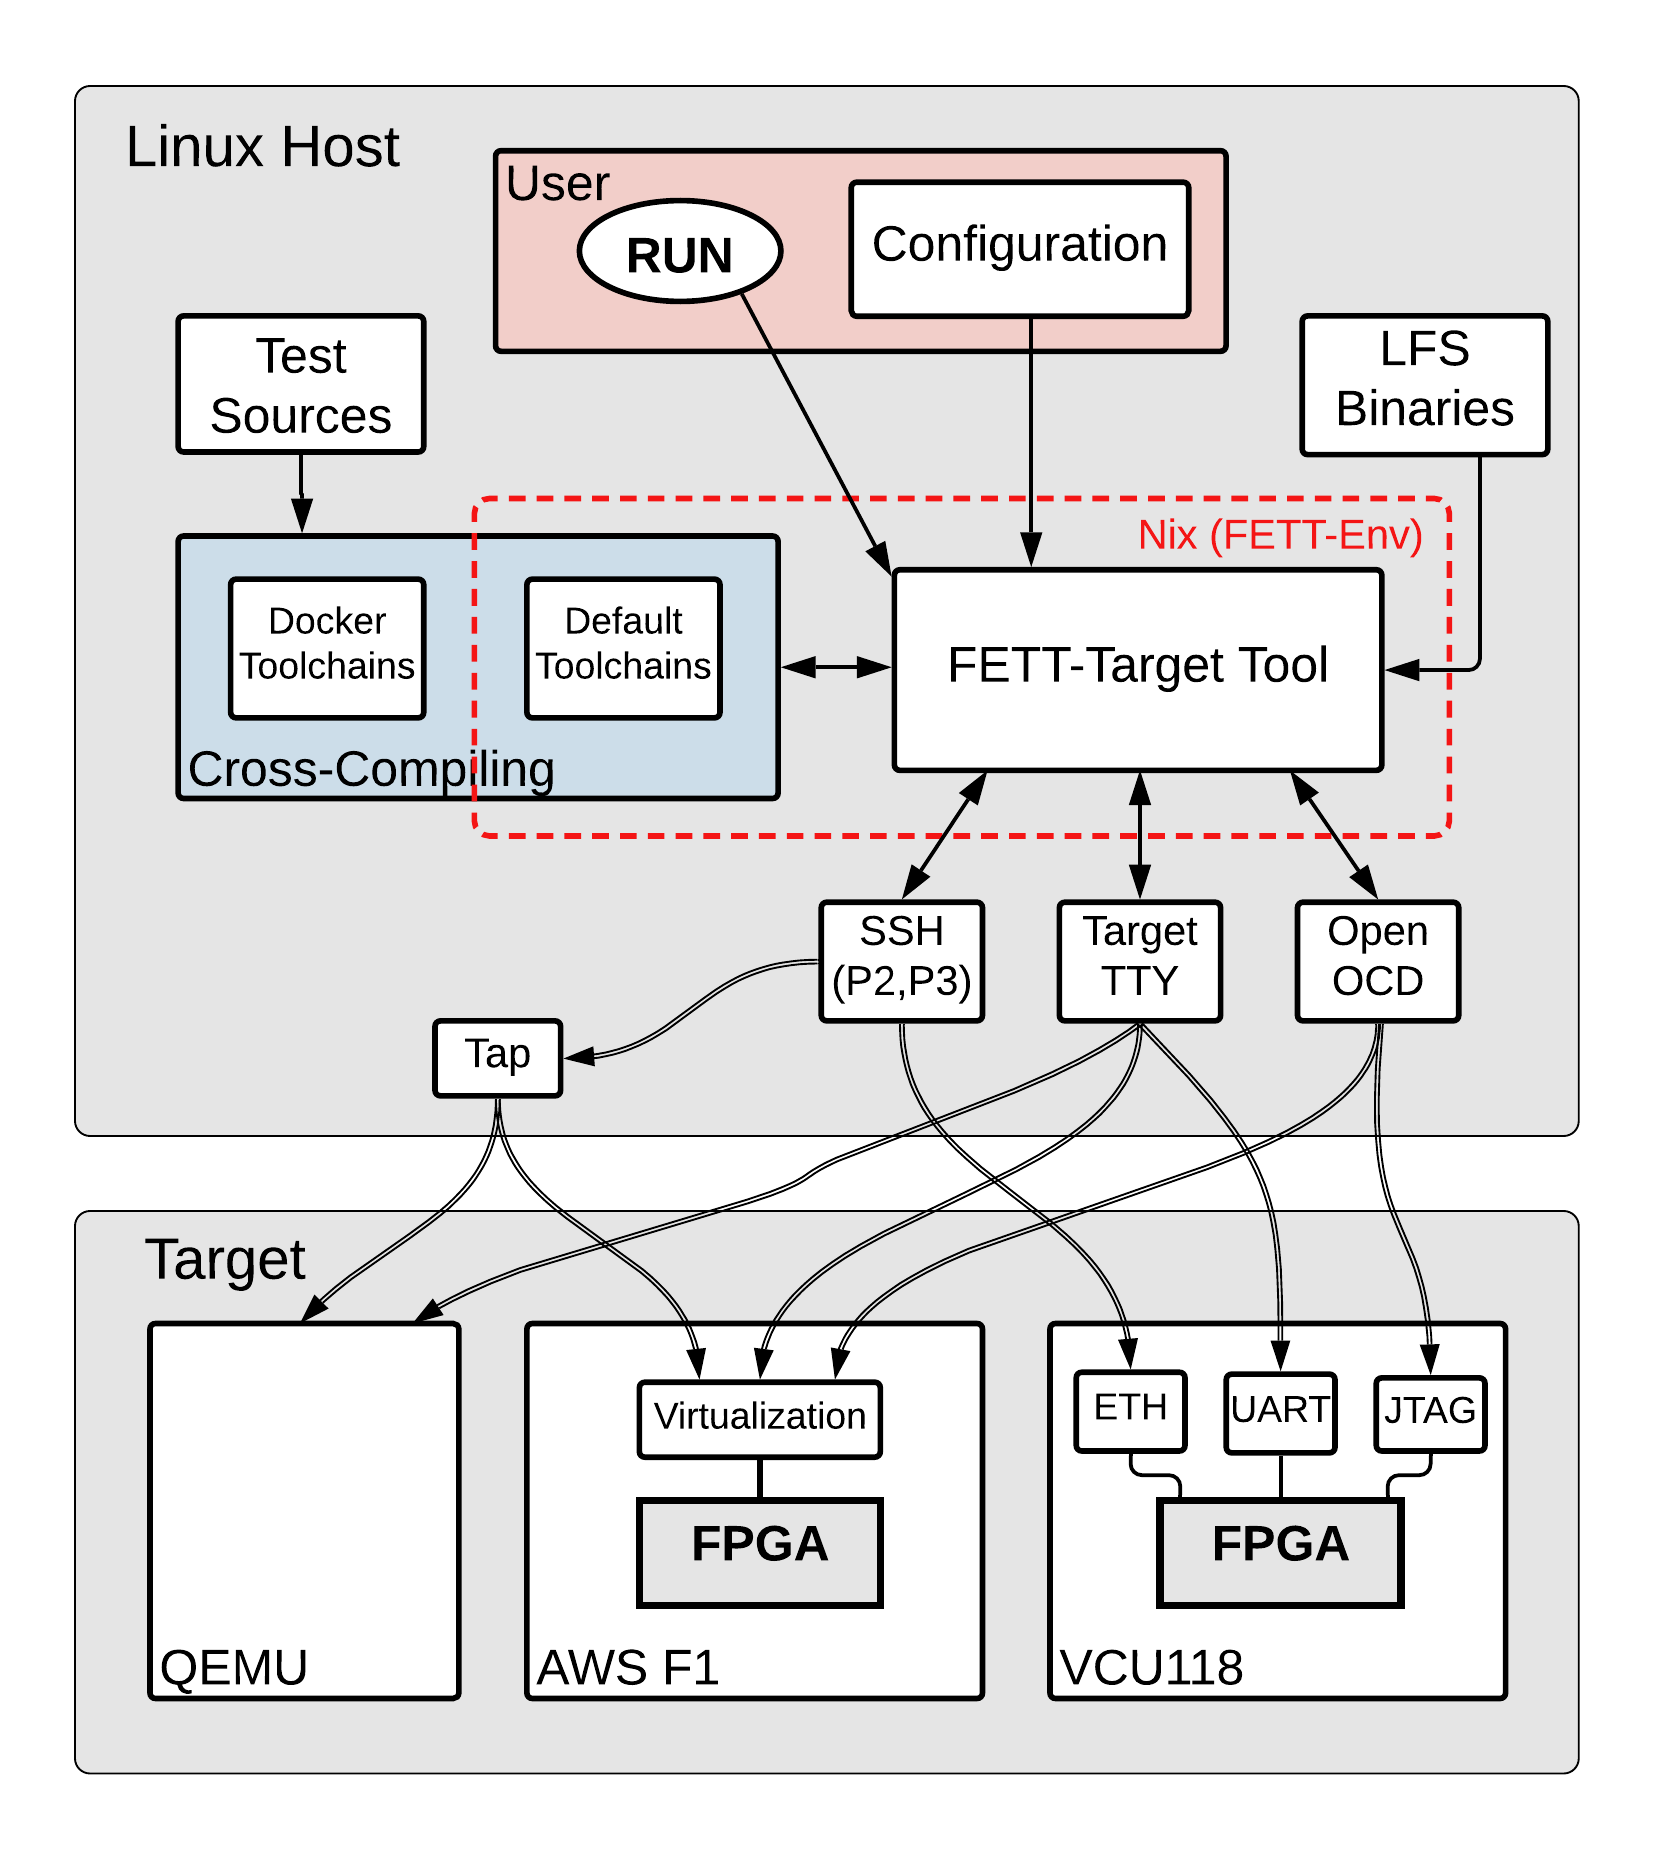 Linux Host
User
RUN
Configuration
Test
Sources
LFS
Binaries
Nix (FETT-Env)
Docker
Toolchains
Default
Toolchains
Cross-Compiling
FETT-Target Tool
SSH
(P2,P3)
Target
TTY
Open
OCD
Tap
Target
Virtualization
ETH
UART
JTAG
FPGA
FPGA
QEMU
AWS F1
VCU118